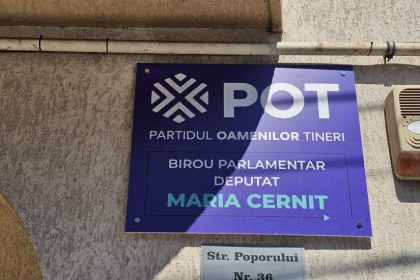 POT
PARTIDUL OAMENILOR TINERI
BIROU PARLAMENTAR
DEPUTAT
MARIA CERNIT
Str. Poporului
Nr. 36